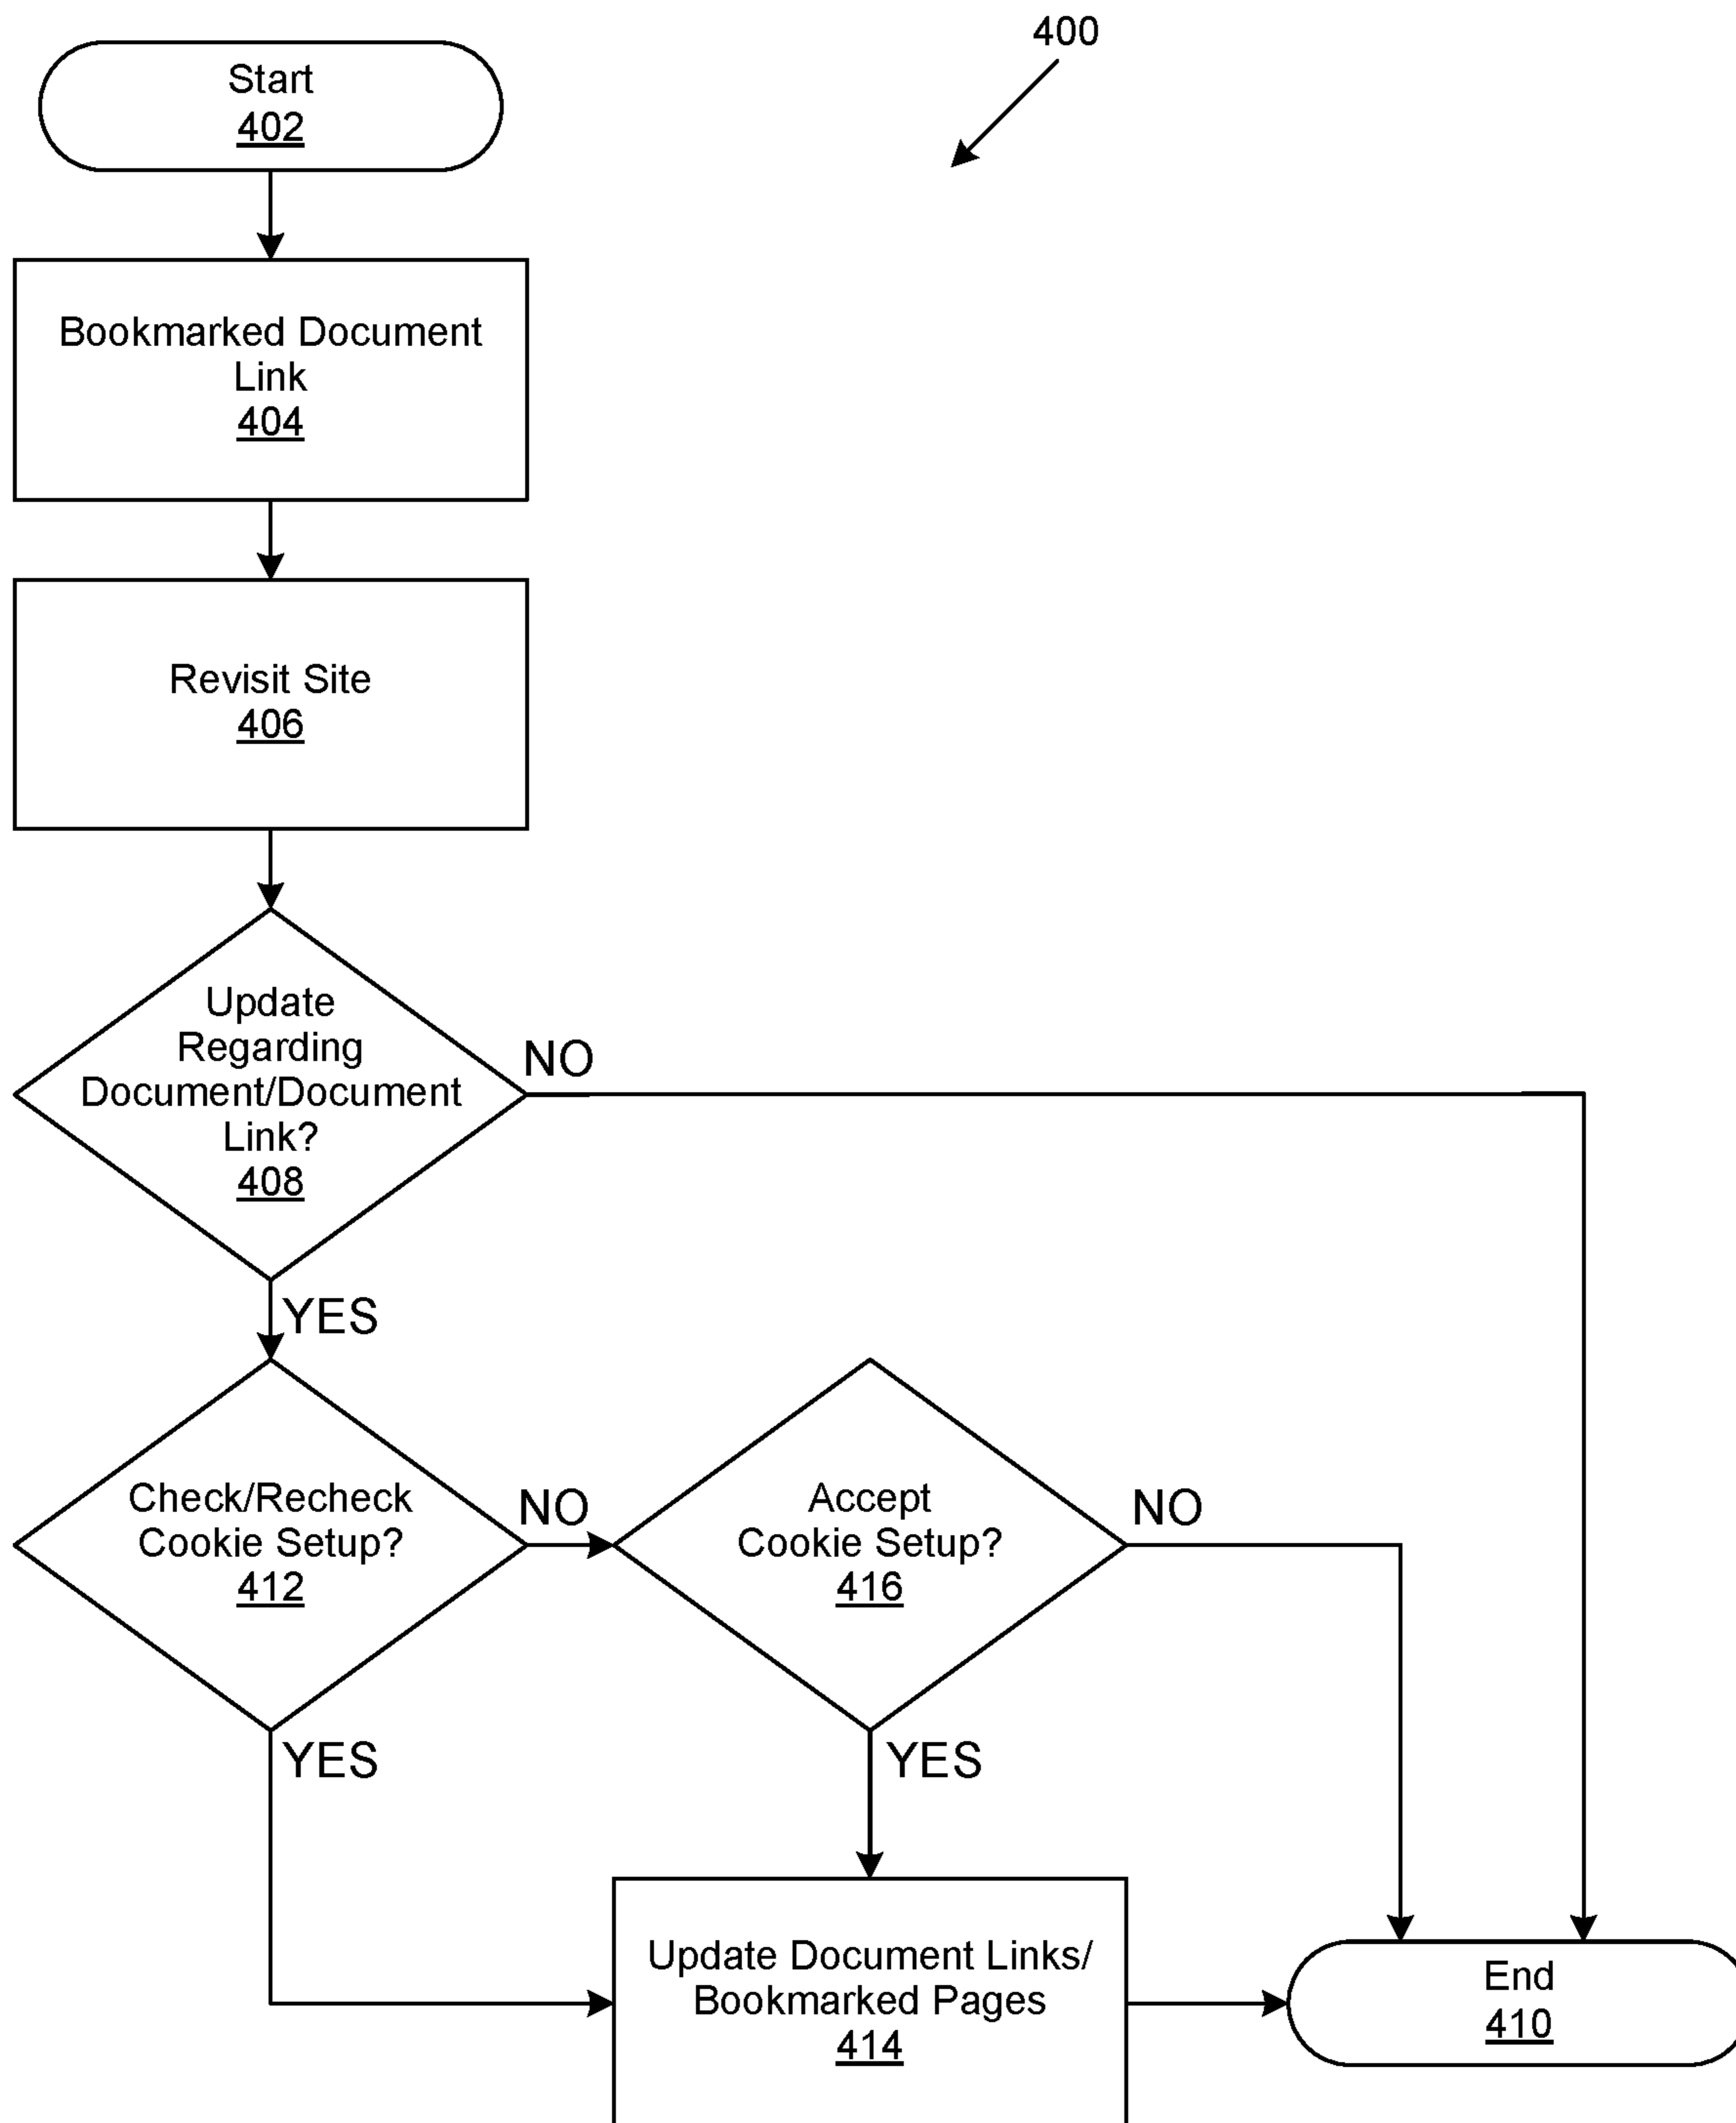 400
Start
402
Bookmarked Document
Link
404
Revisit Site
406
Update
Regarding
Document/Document
Link?
408
NO
YES
Check/Recheck
Cookie Setup?
412
NO
Accept
Cookie Setup?
416
NO
YES
YES
Update Document Links/
Bookmarked Pages
414
End
410